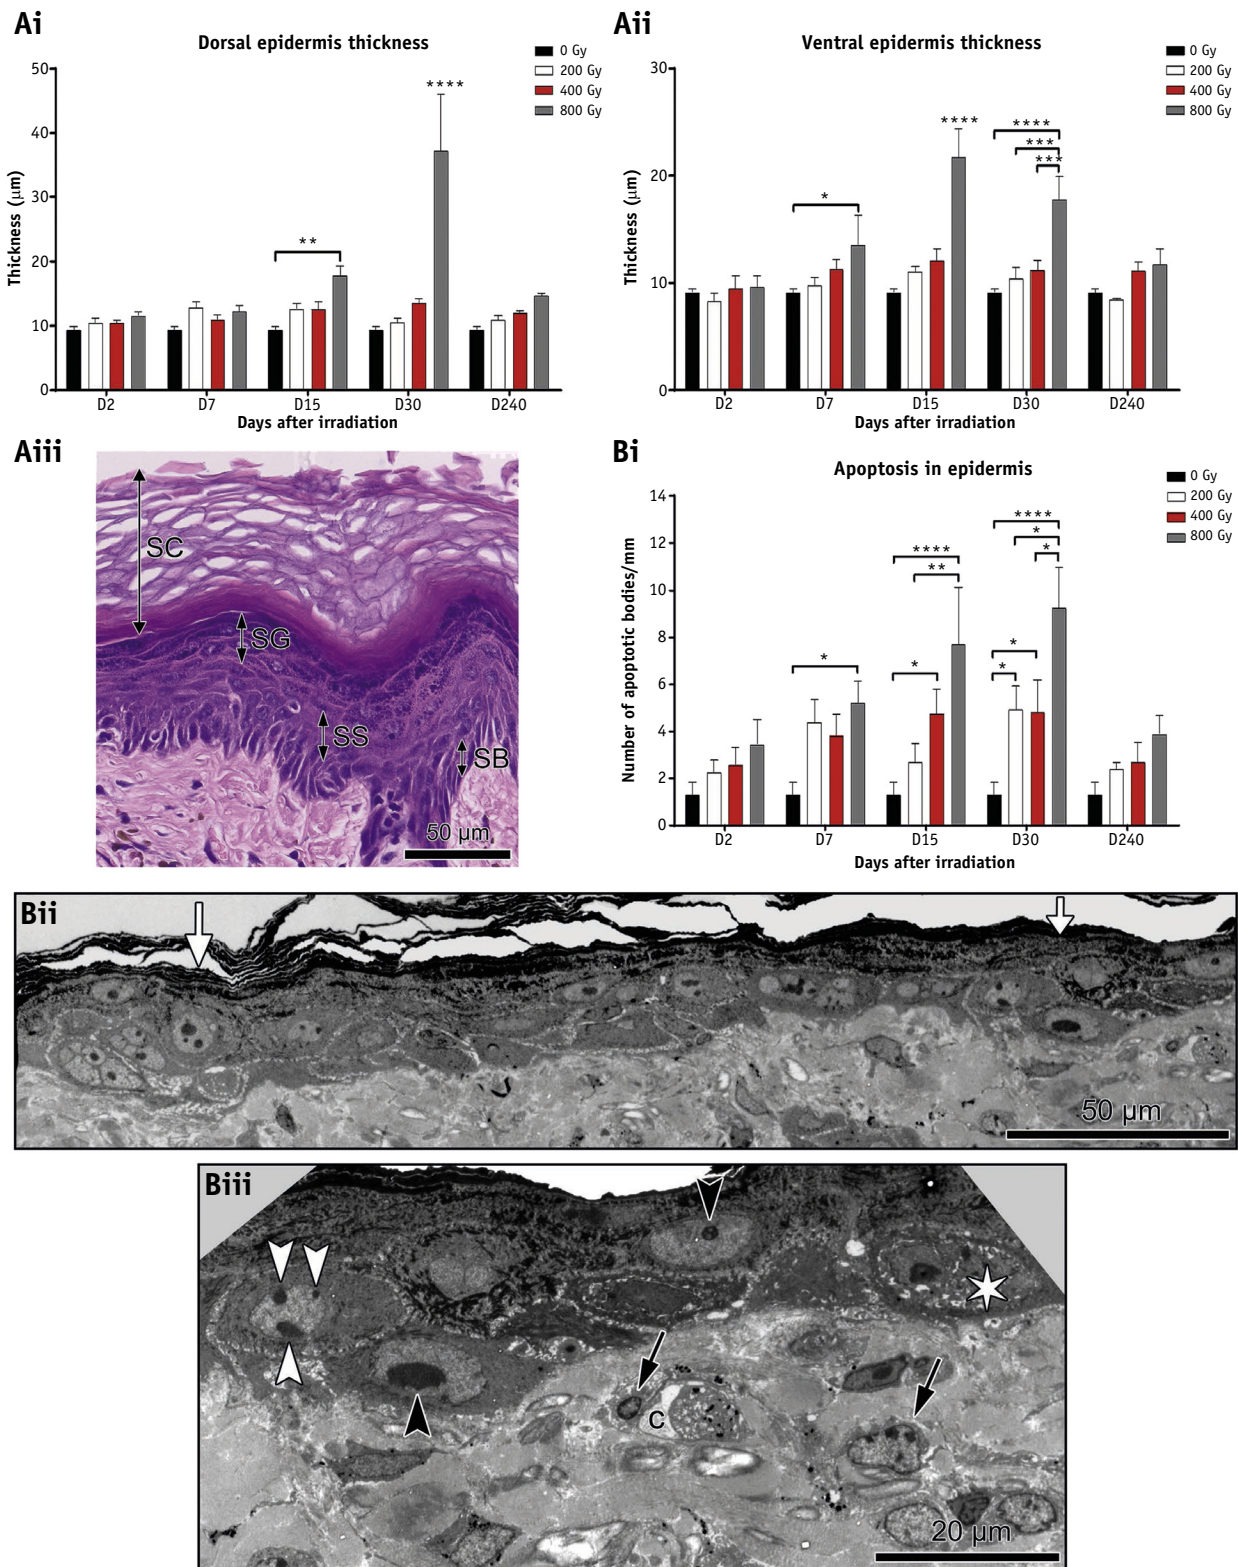 Ai
Dorsal epidermis thickness
0 Gy
200 Gy
400 Gy
800 Gy
Thickness (μm)
50
40
30
20
10
0
****
**
D2 D7 D15 D30 D240
Days after irradiation
Aii
Ventral epidermis thickness
0 Gy
200 Gy
400 Gy
800 Gy
Thickness (μm)
30
20
10
0
*
****
****
***
***
D2 D7 D15 D30 D240
Days after irradiation
Aiii
SC
SG
SS
SB
50 μm
Bi
Apoptosis in epidermis
0 Gy
200 Gy
400 Gy
800 Gy
Number of apoptotic bodies/mm
14
12
10
8
6
4
2
0
*
****
**
*
****
*
*
*
*
D2 D7 D15 D30 D240
Days after irradiation
Bii
50 μm
Biii
C
20 μm